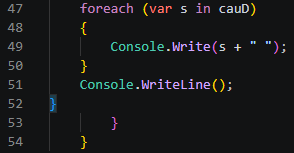 47 foreach (var s in cauD)
48 {
49 Console.Write(s + " ");
50 }
51 Console.WriteLine();
52 }
53 }
54 }